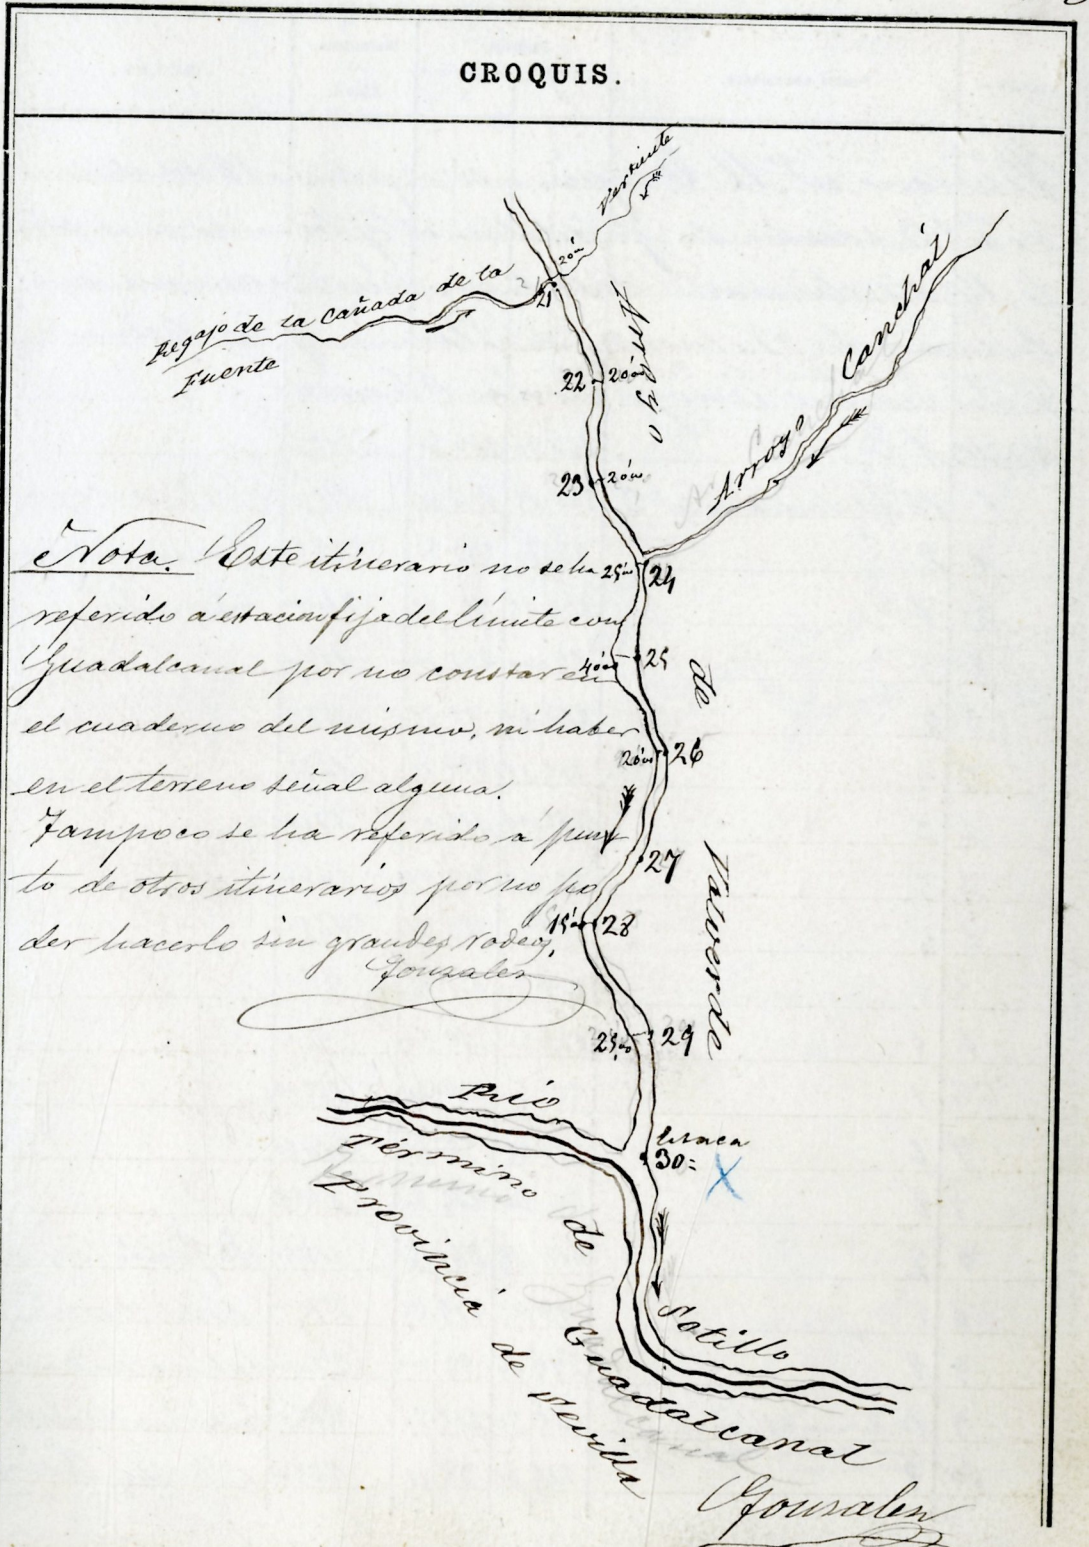 CROQUIS.
Vertiente
20m
21
Regajo de la Cañada de la
Fuente
Arroyo
22 20m
Arroyo Canchál
23 20m
Nota. Este itinerario no se ha
referido á estacion fija del límite con
Guadalcanal por no constar en
el cuaderno del mismo, ni haber
en el terreno señal alguna.
Tampoco se ha referido á pun
to de otros itinerarios por no po
der hacerlo sin grandes rodeos.
Gonzalez
25m 24
40m 25
de
20m 26
27
Valverde
15m 28
25m 29
Río
30=
X
Término de Guadalcanal
Provincia de Sevilla
Sotillo
Gonzalez